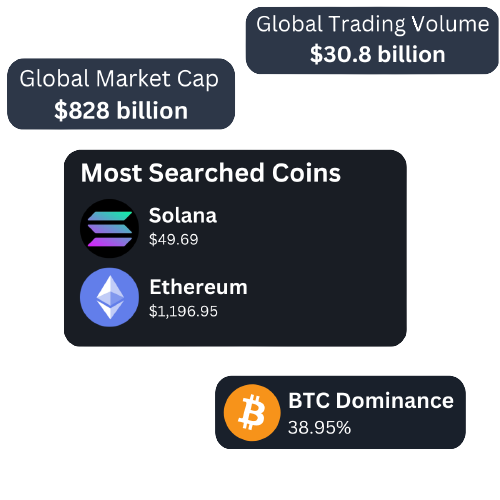 Global Trading Volume
$30.8 billion
Global Market Cap
$828 billion
Most Searched Coins
Solana
$49.69
Ethereum
$1,196.95
BTC Dominance
38.95%